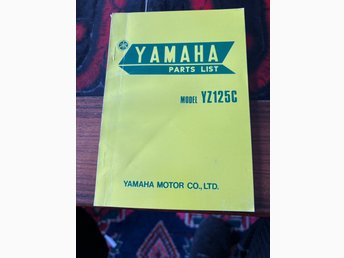 YAMAHA
PARTS LIST
MODEL YZ125C
YAMAHA MOTOR CO., LTD.